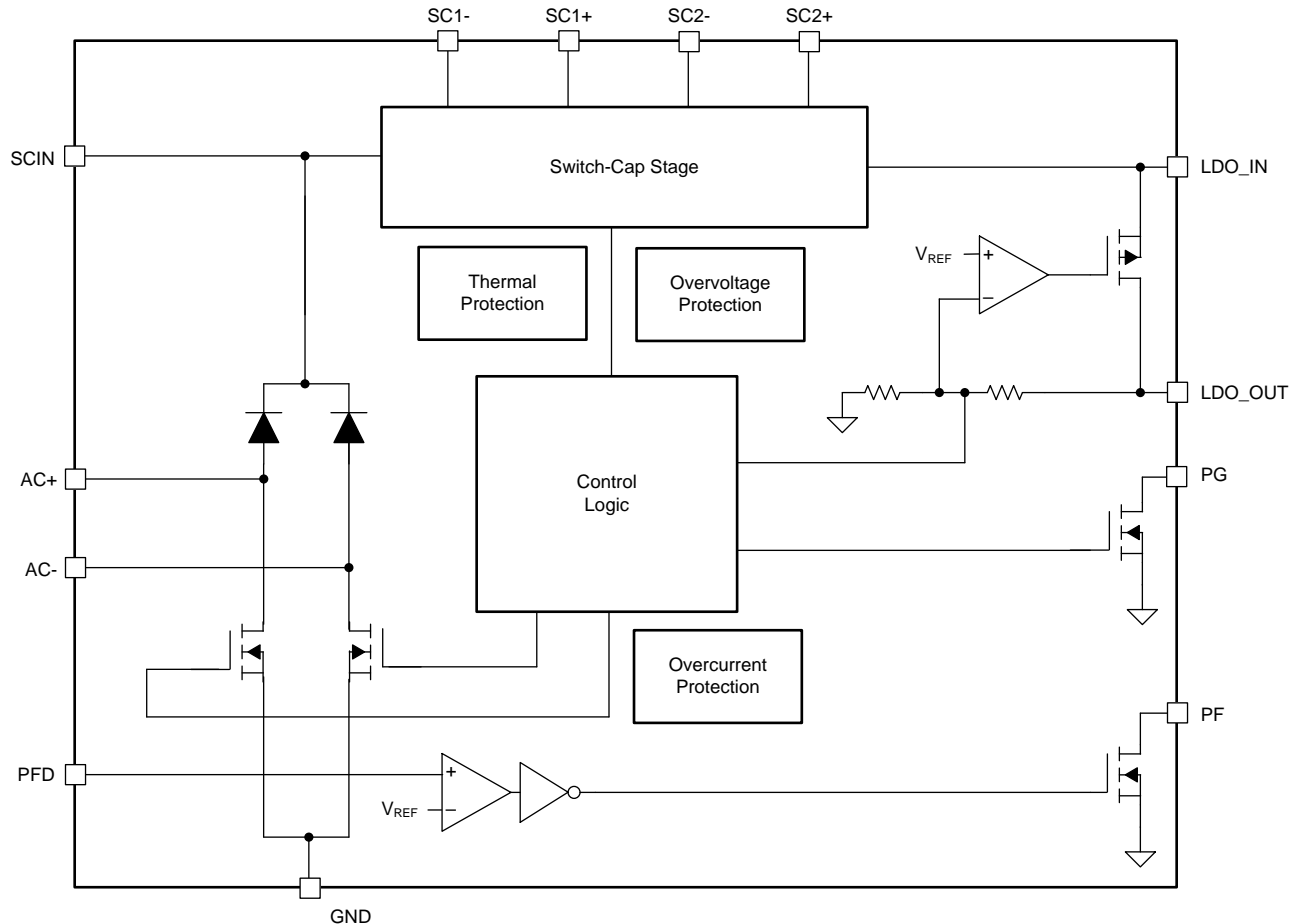 SC1-
SC1+
SC2-
SC2+
SCIN
Switch-Cap Stage
LDO_IN
Thermal
Protection
Overvoltage
Protection
VREF
+
−
LDO_OUT
AC+
Control
Logic
PG
AC-
Overcurrent
Protection
PF
PFD
+
VREF
−
GND